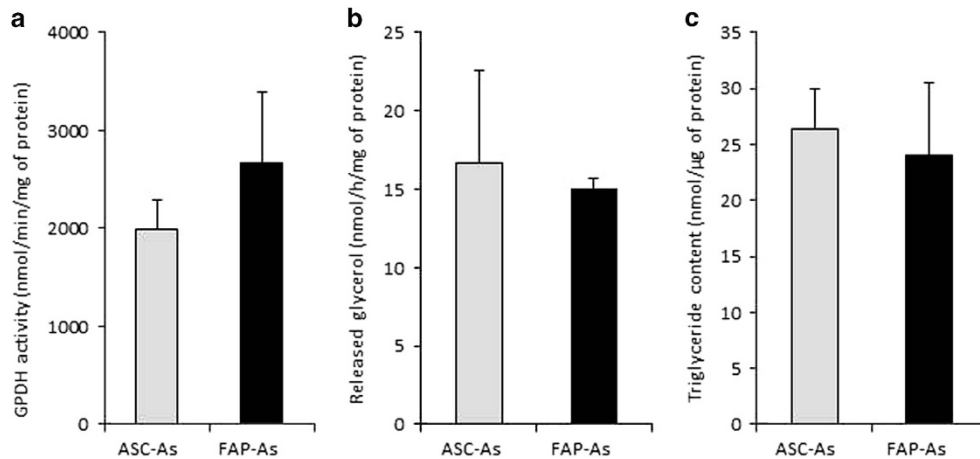 a
GPDH activity (nmol/min/mg of protein)
4000
3000
2000
1000
0
ASC-As FAP-As
b
Released glycerol (nmol/h/mg of protein)
25
20
15
10
5
0
ASC-As FAP-As
c
Triglyceride content (nmol/µg of protein)
35
30
25
20
15
10
5
0
ASC-As FAP-As